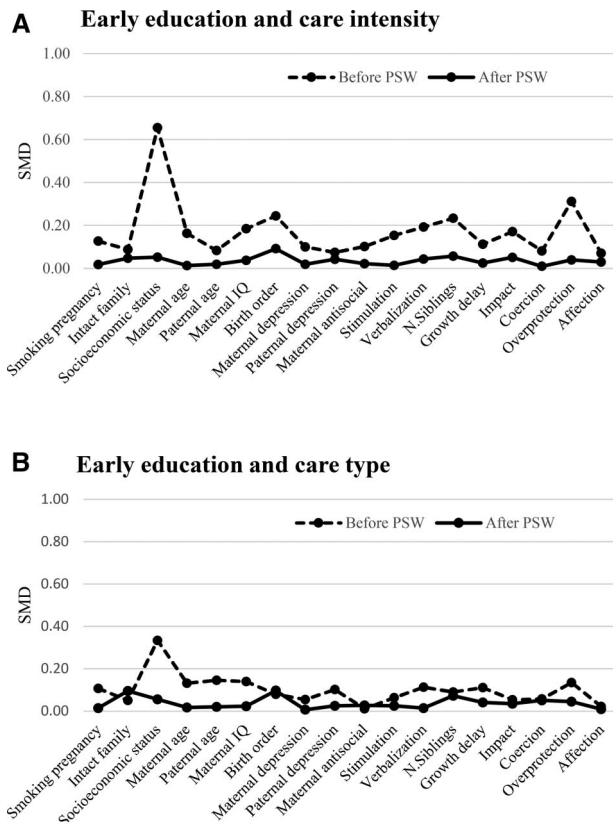 A Early education and care intensity
1.00
Before PSW After PSW
0.80
0.60
SMD
0.40
0.20
0.00
Smoking pregnancy
Intact family
Socioeconomic status
Maternal age
Paternal age
Maternal IQ
Birth order
Maternal depression
Paternal depression
Maternal antisocial
Stimulation
Verbalization
N.Siblings
Growth delay
Impact
Coercion
Overprotection
Affection
B Early education and care type
1.00
Before PSW After PSW
0.80
0.60
SMD
0.40
0.20
0.00
Smoking pregnancy
Intact family
Socioeconomic status
Maternal age
Paternal age
Maternal IQ
Birth order
Maternal depression
Paternal depression
Maternal antisocial
Stimulation
Verbalization
N.Siblings
Growth delay
Impact
Coercion
Overprotection
Affection